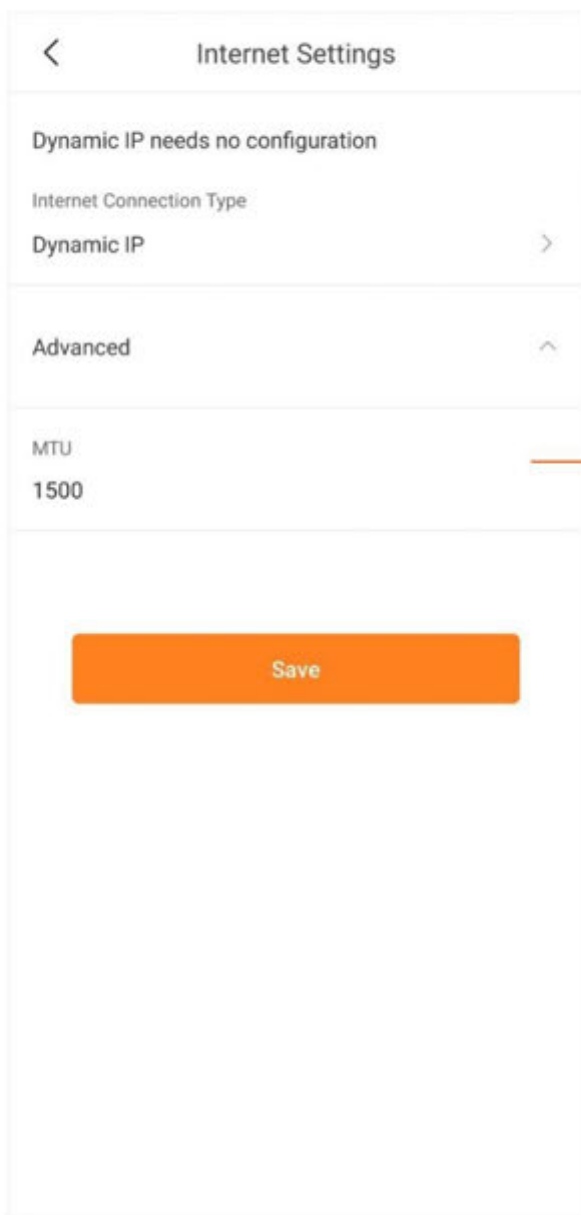 Internet Settings
Dynamic IP needs no configuration
Internet Connection Type
Dynamic IP
Advanced
MTU
1500
Save